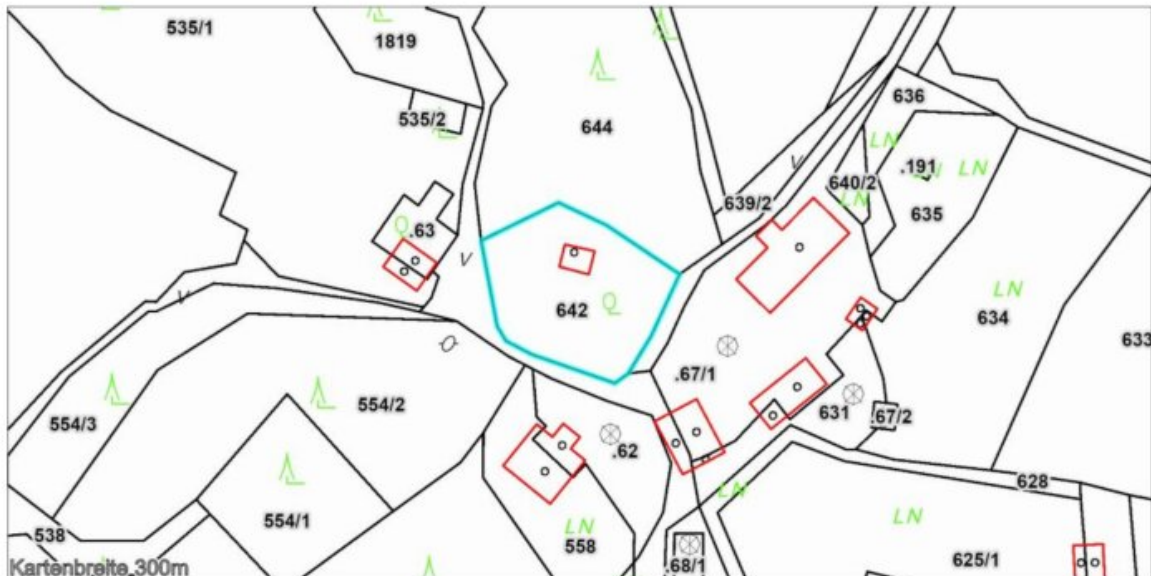 535/1
1819
636
535/2
644
LN
.191
LN
LN
V
640/2
LN
639/2
635
Q
.63
V
642
Q
LN
634
633
V
.67/1
554/3
554/2
631
.67/2
.62
628
LN
554/1
LN
LN
538
558
.68/1
625/1
Kartenbreite 300m